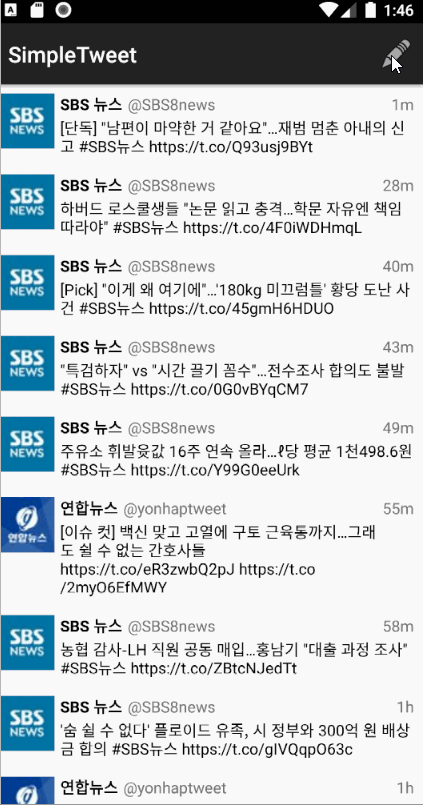 A
1:46
SimpleTweet
SBS NEWS
SBS 뉴스 @SBS8news 1m
[단독] "남편이 마약한 거 같아요"...재범 멈춘 아내의 신
고 #SBS뉴스 https://t.co/Q93usj9BYt
SBS NEWS
SBS 뉴스 @SBS8news 28m
하버드 로스쿨생들 "논문 읽고 충격...학문 자유엔 책임
따라야" #SBS뉴스 https://t.co/4F0iWDHmqL
SBS NEWS
SBS 뉴스 @SBS8news 40m
[Pick] "이게 왜 여기에"...'180kg 미끄럼틀' 황당 도난 사
건 #SBS뉴스 https://t.co/45gmH6HDUO
SBS NEWS
SBS 뉴스 @SBS8news 43m
"특검하자" vs "시간 끌기 꼼수"...전수조사 합의도 불발
#SBS뉴스 https://t.co/0G0vBYqCM7
SBS NEWS
SBS 뉴스 @SBS8news 49m
주유소 휘발윳값 16주 연속 올라...ℓ당 평균 1천498.6원
#SBS뉴스 https://t.co/Y99G0eeUrk
연합뉴스
연합뉴스 @yonhaptweet 55m
[이슈 컷] 백신 맞고 고열에 구토 근육통까지...그래
도 쉴 수 없는 간호사들
https://t.co/eR3zwbQ2pJ https://t.co
/2myO6EfMWY
SBS NEWS
SBS 뉴스 @SBS8news 58m
농협 감사-LH 직원 공동 매입...홍남기 "대출 과정 조사"
#SBS뉴스 https://t.co/ZBtcNJedTt
SBS NEWS
SBS 뉴스 @SBS8news 1h
'숨 쉴 수 없다' 플로이드 유족, 시 정부와 300억 원 배상
금 합의 #SBS뉴스 https://t.co/gIVQqpO63c
연합뉴스 @yonhaptweet 1h